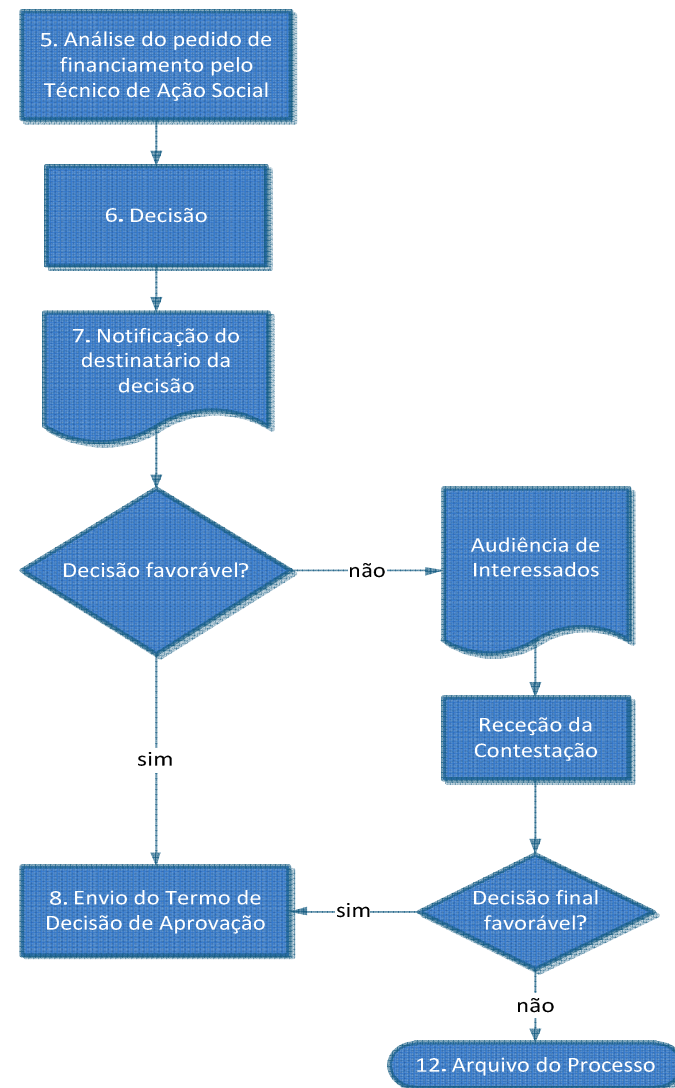 5. Análise do pedido de
financiamento pelo
Técnico de Ação Social
6. Decisão
7. Notificação do
destinatário da
decisão
Decisão favorável?
não
Audiência de
Interessados
Receção da
Contestação
sim
8. Envio do Termo de
Decisão de Aprovação
sim
Decisão final
favorável?
não
12. Arquivo do Processo